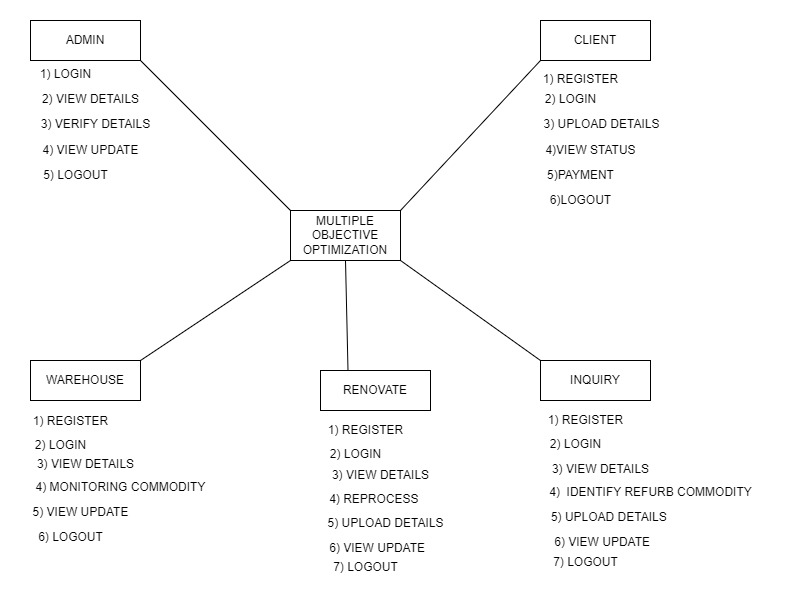 ADMIN
1) LOGIN
2) VIEW DETAILS
3) VERIFY DETAILS
4) VIEW UPDATE
5) LOGOUT
CLIENT
1) REGISTER
2) LOGIN
3) UPLOAD DETAILS
4)VIEW STATUS
5)PAYMENT
6)LOGOUT
MULTIPLE
OBJECTIVE
OPTIMIZATION
WAREHOUSE
1) REGISTER
2) LOGIN
3) VIEW DETAILS
4) MONITORING COMMODITY
5) VIEW UPDATE
6) LOGOUT
RENOVATE
1) REGISTER
2) LOGIN
3) VIEW DETAILS
4) REPROCESS
5) UPLOAD DETAILS
6) VIEW UPDATE
7) LOGOUT
INQUIRY
1) REGISTER
2) LOGIN
3) VIEW DETAILS
4)  IDENTIFY REFURB COMMODITY
5) UPLOAD DETAILS
6) VIEW UPDATE
7) LOGOUT